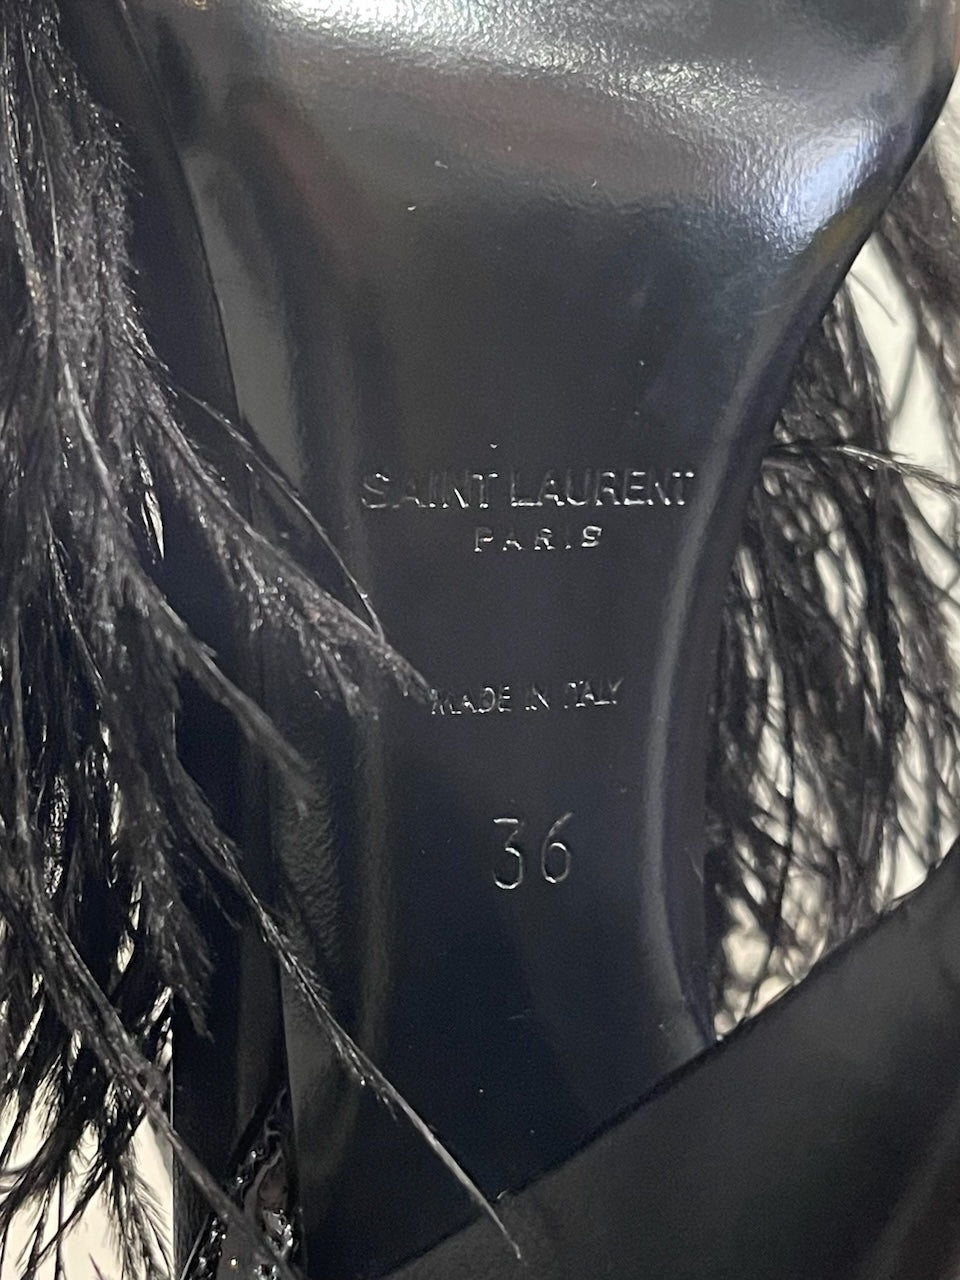 SAINT LAURENT
PARIS
MADE IN ITALY
36